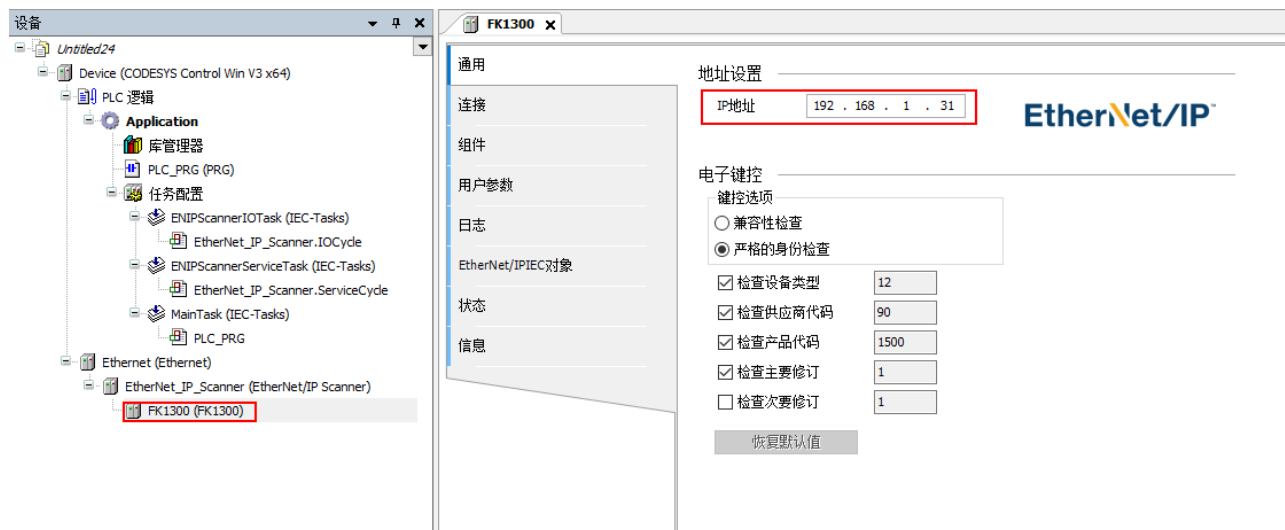 设备
Untitled24
Device (CODESYS Control Win V3 x64)
PLC 逻辑
Application
库管理器
PLC_PRG (PRG)
任务配置
ENIPScannerIOTask (IEC-Tasks)
EtherNet_IP_Scanner.IOCycle
ENIPScannerServiceTask (IEC-Tasks)
EtherNet_IP_Scanner.ServiceCycle
MainTask (IEC-Tasks)
PLC_PRG
Ethernet (Ethernet)
EtherNet_IP_Scanner (EtherNet/IP Scanner)
FK1300 (FK1300)
FK1300
通用
连接
组件
用户参数
日志
EtherNet/IPIEC对象
状态
信息
地址设置
IP地址 192 . 168 . 1 . 31
EtherNet/IP™
电子键控
键控选项
兼容性检查
严格的身份检查
检查设备类型 12
检查供应商代码 90
检查产品代码 1500
检查主要修订 1
检查次要修订 1
恢复默认值